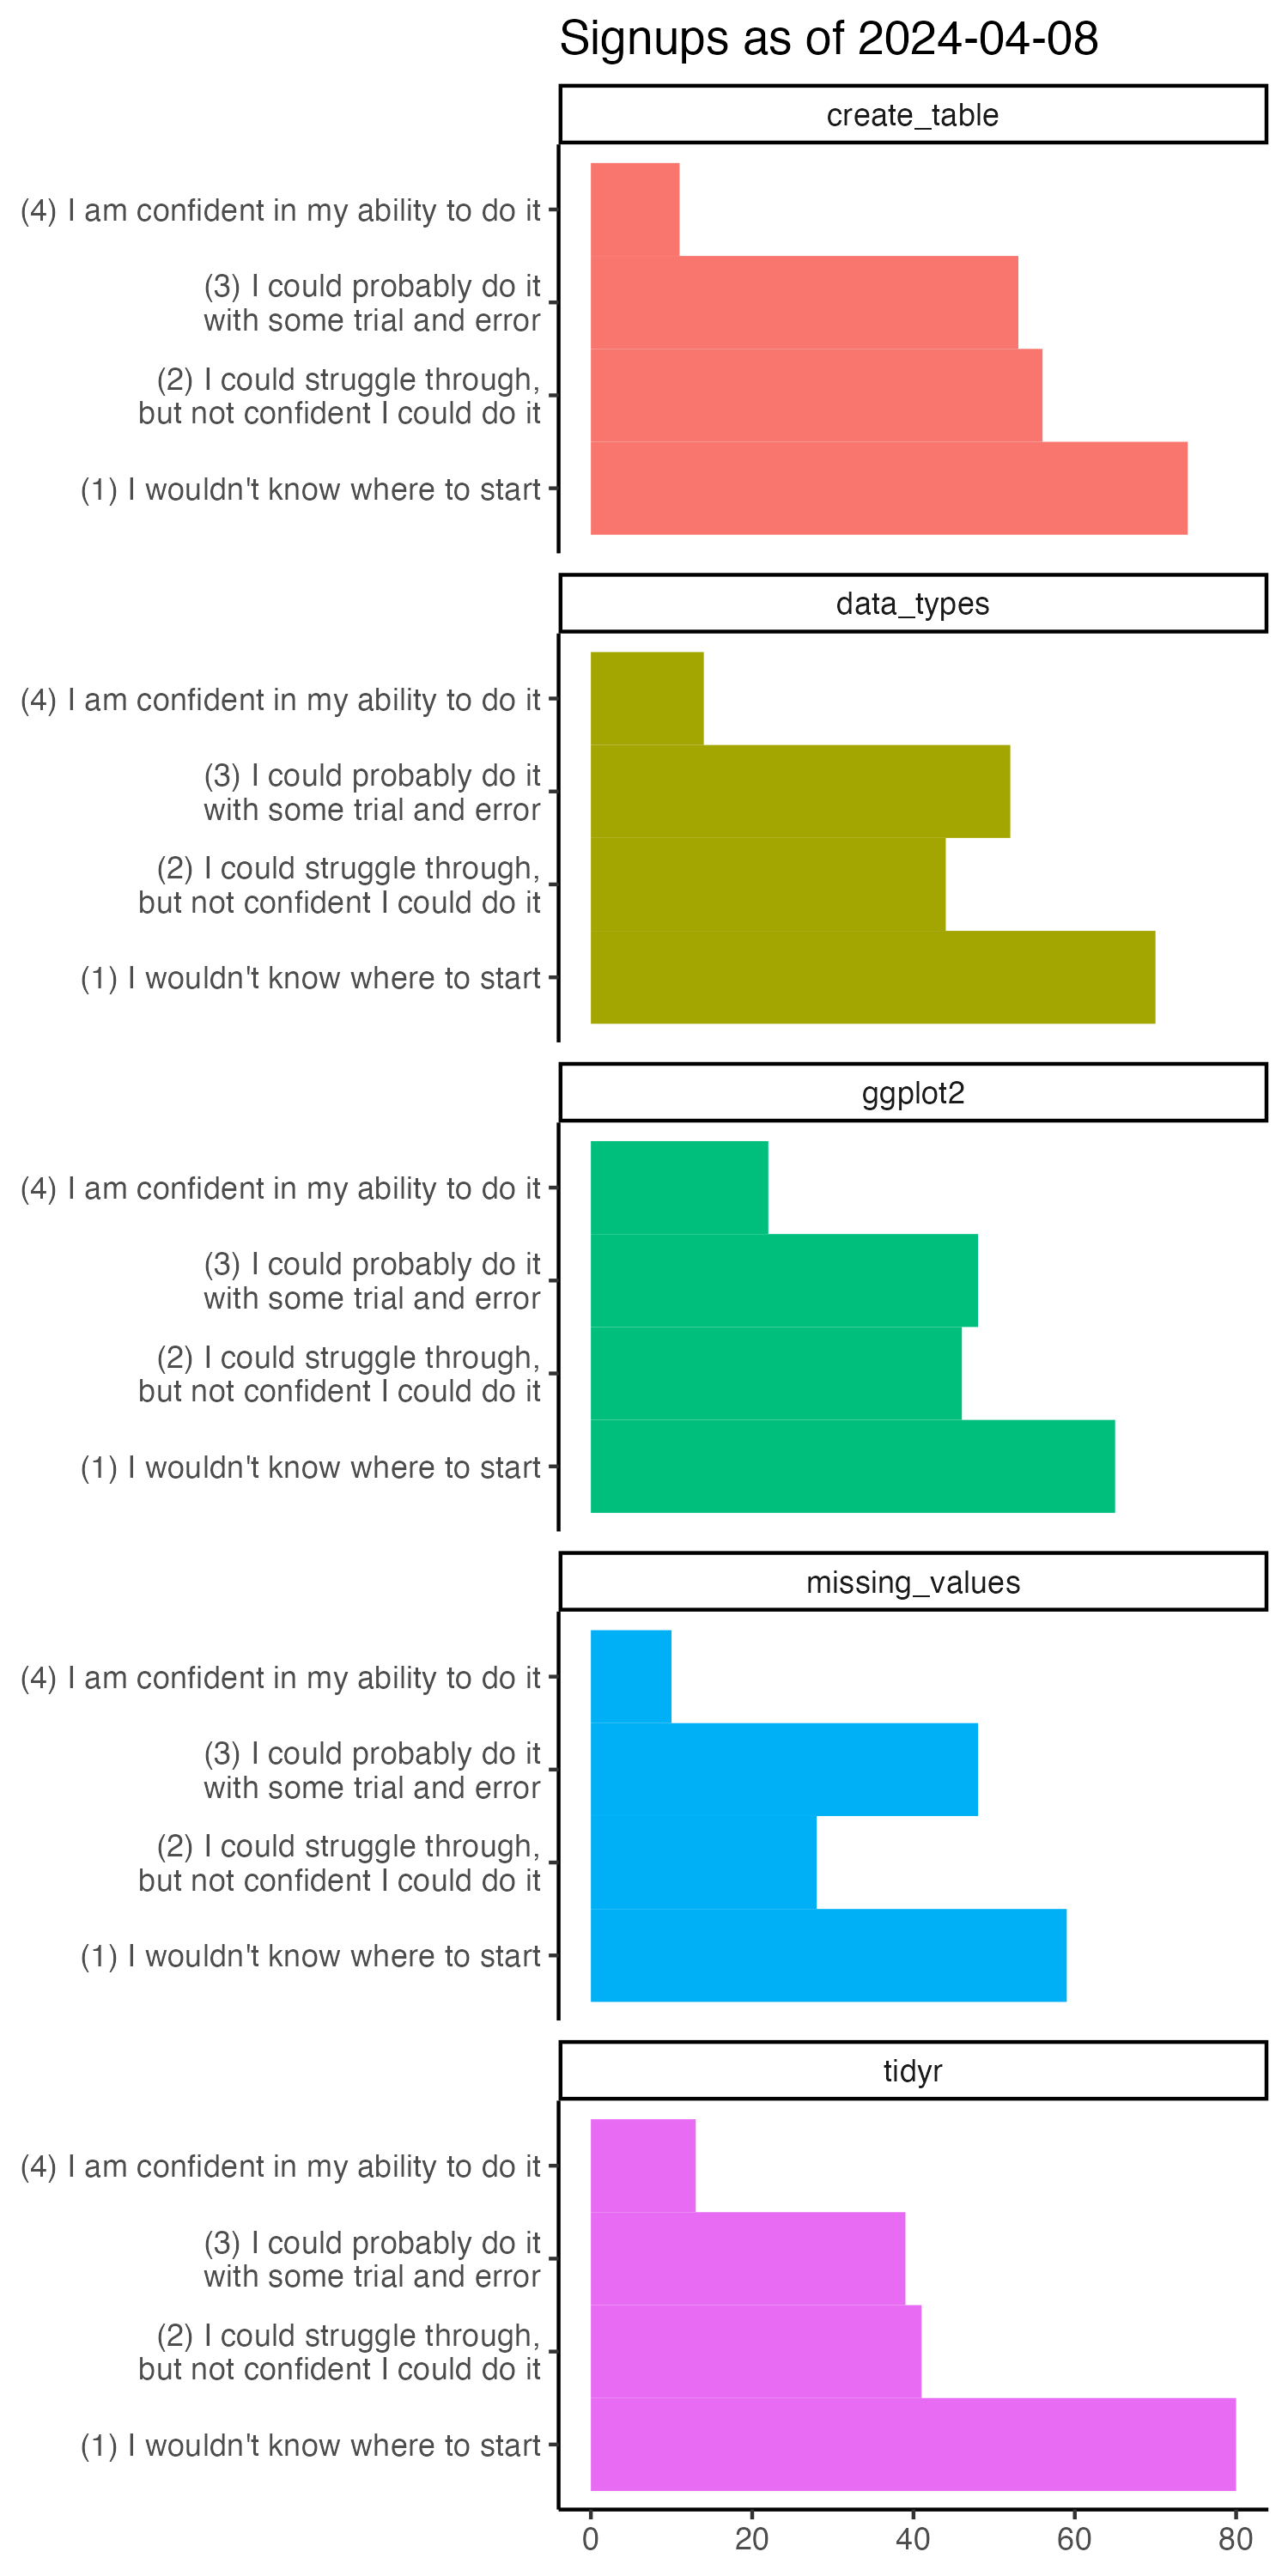 Signups as of 2024-04-08
create_table
(4) I am confident in my ability to do it
(3) I could probably do it
with some trial and error
(2) I could struggle through,
but not confident I could do it
(1) I wouldn't know where to start
data_types
(4) I am confident in my ability to do it
(3) I could probably do it
with some trial and error
(2) I could struggle through,
but not confident I could do it
(1) I wouldn't know where to start
ggplot2
(4) I am confident in my ability to do it
(3) I could probably do it
with some trial and error
(2) I could struggle through,
but not confident I could do it
(1) I wouldn't know where to start
missing_values
(4) I am confident in my ability to do it
(3) I could probably do it
with some trial and error
(2) I could struggle through,
but not confident I could do it
(1) I wouldn't know where to start
tidyr
(4) I am confident in my ability to do it
(3) I could probably do it
with some trial and error
(2) I could struggle through,
but not confident I could do it
(1) I wouldn't know where to start
0 20 40 60 80